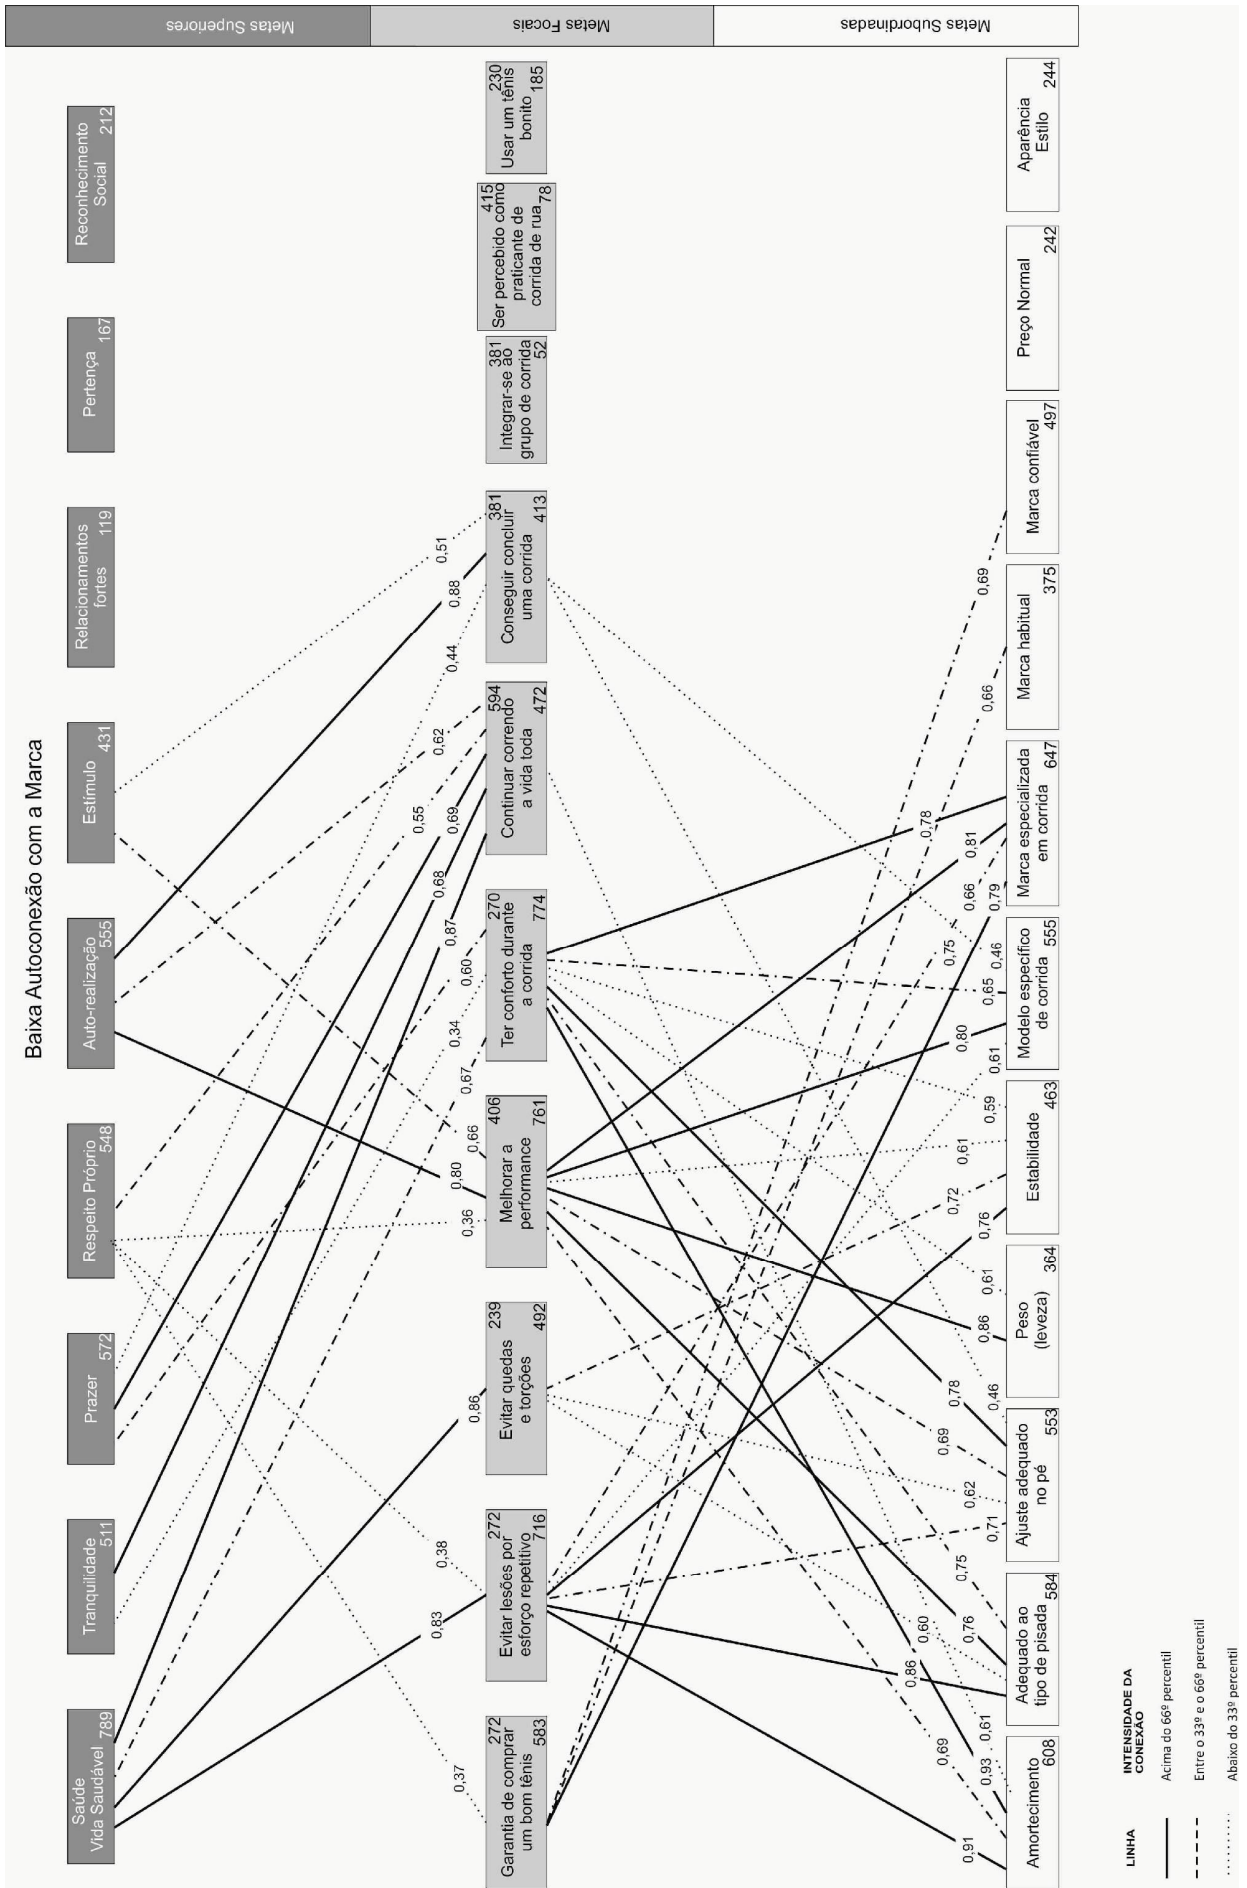 Baixa Autoconexão com a Marca
Metas Superiores
Saúde
Vida Saudável
789
Tranquilidade
511
Prazer
572
Respeito Próprio
548
Auto-realização
555
Estímulo
431
Relacionamentos
fortes
119
Pertença
167
Reconhecimento
Social
212
0,37
0,83
0,38
0,86
0,36
0,80
0,66
0,67
0,34
0,60
0,87
0,68
0,69
0,55
0,62
0,44
0,88
0,51
Metas Focais
272
Garantia de comprar
um bom tênis
583
272
Evitar lesões por
esforço repetitivo
716
239
Evitar quedas
e torções
492
406
Melhorar a
performance
761
270
Ter conforto durante
a corrida
774
594
Continuar correndo
a vida toda
472
381
Conseguir concluir
uma corrida
413
381
Integrar-se ao
grupo de corrida
52
415
Ser percebido como
praticante de
corrida de rua
78
230
Usar um tênis
bonito
185
0,91
0,69
0,93
0,61
0,86
0,60
0,76
0,75
0,71
0,62
0,69
0,78
0,46
0,86
0,61
0,76
0,72
0,61
0,59
0,61
0,80
0,65
0,46
0,75
0,79
0,66
0,81
0,78
0,66
0,69
Metas Subordinadas
Amortecimento
608
Adequado ao
tipo de pisada
584
Ajuste adequado
no pé
553
Peso
(leveza)
364
Estabilidade
463
Modelo específico
de corrida
555
Marca especializada
em corrida
647
Marca habitual
375
Marca confiável
497
Preço Normal
242
Aparência
Estilo
244
LINHA
INTENSIDADE DA
CONEXÃO
Acima do 66º percentil
Entre o 33º e o 66º percentil
Abaixo do 33º percentil